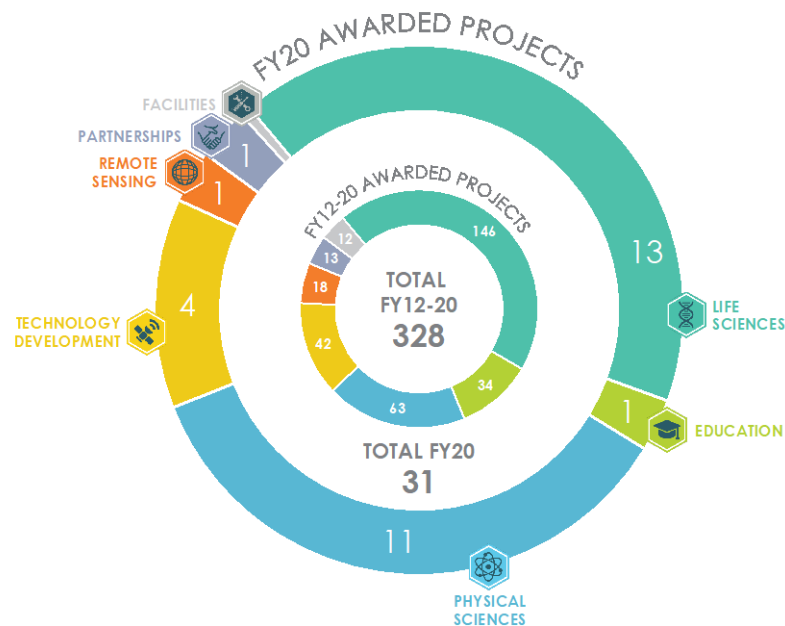 FY20 AWARDED PROJECTS
FACILITIES
PARTNERSHIPS
1
REMOTE
SENSING
1
FY12-20 AWARDED PROJECTS
12
146
13
13
18
TOTAL
FY12-20
328
4
LIFE
SCIENCES
TECHNOLOGY
DEVELOPMENT
42
34
63
1
EDUCATION
TOTAL FY20
31
11
PHYSICAL
SCIENCES